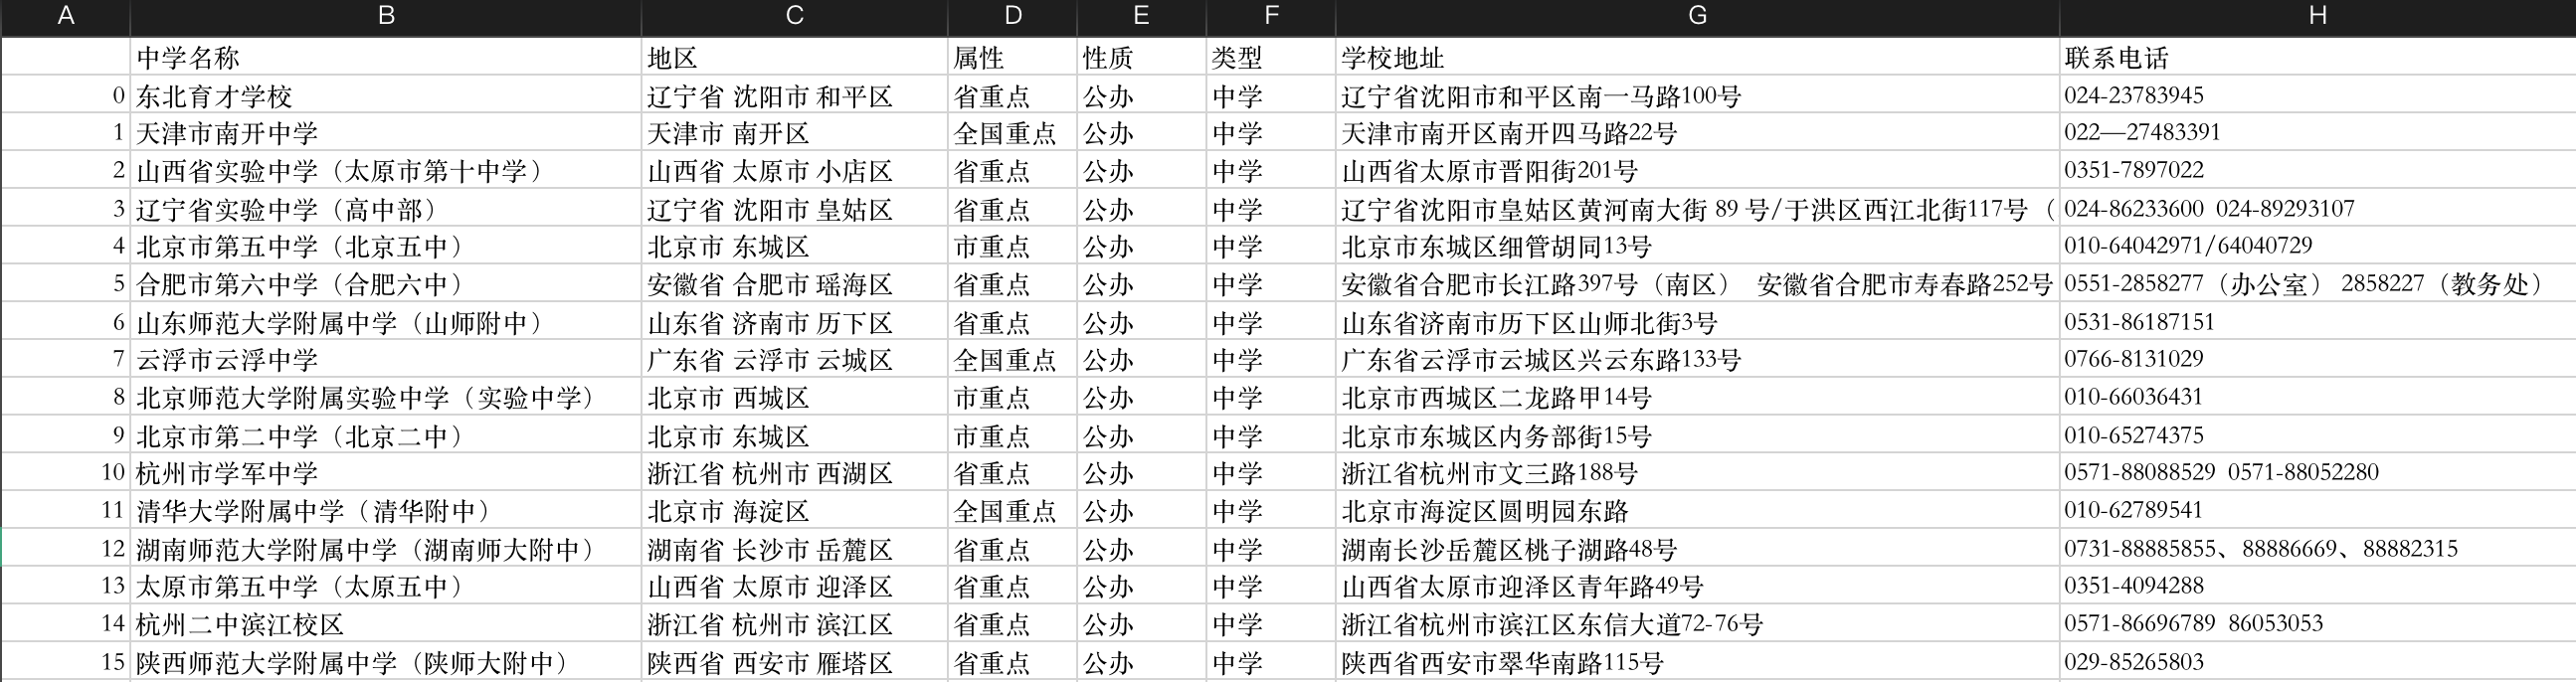 A B C D E F G H
中学名称 地区 属性 性质 类型 学校地址 联系电话
0 东北育才学校 辽宁省 沈阳市 和平区 省重点 公办 中学 辽宁省沈阳市和平区南一马路100号 024-23783945
1 天津市南开中学 天津市 南开区 全国重点 公办 中学 天津市南开区南开四马路22号 022—27483391
2 山西省实验中学（太原市第十中学） 山西省 太原市 小店区 省重点 公办 中学 山西省太原市晋阳街201号 0351-7897022
3 辽宁省实验中学（高中部） 辽宁省 沈阳市 皇姑区 省重点 公办 中学 辽宁省沈阳市皇姑区黄河南大街 89 号/于洪区西江北街117号（ 024-86233600 024-89293107
4 北京市第五中学（北京五中） 北京市 东城区 市重点 公办 中学 北京市东城区细管胡同13号 010-64042971/64040729
5 合肥市第六中学（合肥六中） 安徽省 合肥市 瑶海区 省重点 公办 中学 安徽省合肥市长江路397号（南区） 安徽省合肥市寿春路252号 0551-2858277（办公室） 2858227（教务处）
6 山东师范大学附属中学（山师附中） 山东省 济南市 历下区 省重点 公办 中学 山东省济南市历下区山师北街3号 0531-86187151
7 云浮市云浮中学 广东省 云浮市 云城区 全国重点 公办 中学 广东省云浮市云城区兴云东路133号 0766-8131029
8 北京师范大学附属实验中学（实验中学） 北京市 西城区 市重点 公办 中学 北京市西城区二龙路甲14号 010-66036431
9 北京市第二中学（北京二中） 北京市 东城区 市重点 公办 中学 北京市东城区内务部街15号 010-65274375
10 杭州市学军中学 浙江省 杭州市 西湖区 省重点 公办 中学 浙江省杭州市文三路188号 0571-88088529 0571-88052280
11 清华大学附属中学（清华附中） 北京市 海淀区 全国重点 公办 中学 北京市海淀区圆明园东路 010-62789541
12 湖南师范大学附属中学（湖南师大附中） 湖南省 长沙市 岳麓区 省重点 公办 中学 湖南长沙岳麓区桃子湖路48号 0731-88885855、88886669、88882315
13 太原市第五中学（太原五中） 山西省 太原市 迎泽区 省重点 公办 中学 山西省太原市迎泽区青年路49号 0351-4094288
14 杭州二中滨江校区 浙江省 杭州市 滨江区 省重点 公办 中学 浙江省杭州市滨江区东信大道72-76号 0571-86696789 86053053
15 陕西师范大学附属中学（陕师大附中） 陕西省 西安市 雁塔区 省重点 公办 中学 陕西省西安市翠华南路115号 029-85265803